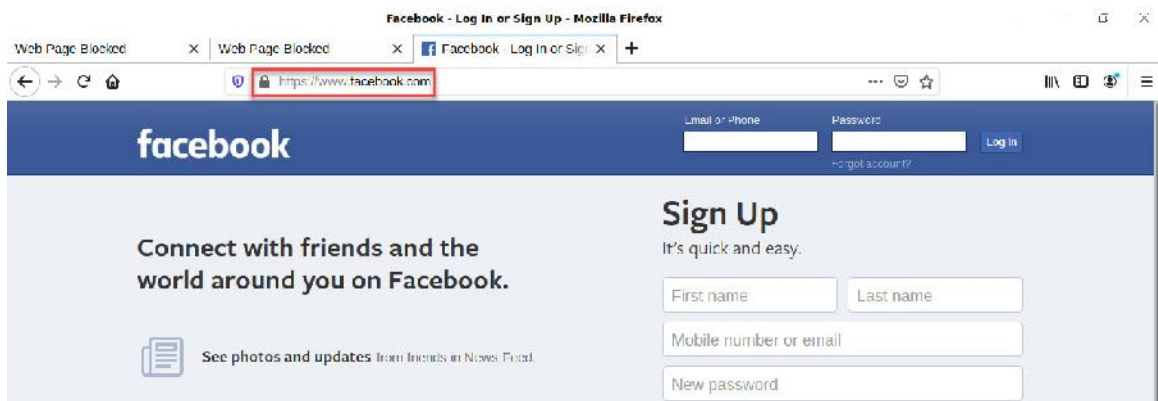 Facebook - Log In or Sign Up - Mozilla Firefox
Web Page Blocked
Web Page Blocked
Facebook - Log In or Sign
https://www.facebook.com
facebook
Email or Phone
Password
Log In
Forgot account?
Connect with friends and the
world around you on Facebook.
See photos and updates from friends in News Feed.
Sign Up
It's quick and easy.
First name
Last name
Mobile number or email
New password